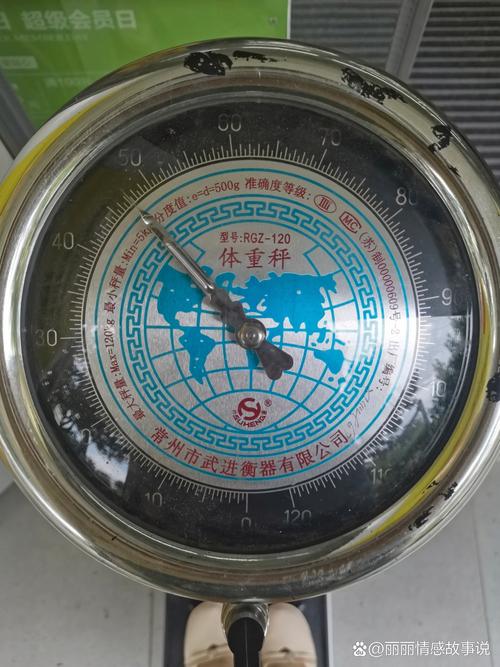 超级会员日
60
50
70
40
30
90
10
110
0
120
最大秤量:Max=120kg 最小秤量:Min=5kg 分度值:e=d=500g 准确度等级: III
MC (苏)制00000609号-2 出厂编号:
型号:RGZ-120
体重秤
SUHENG®
常州市武进衡器有限公司
@丽丽情感故事说